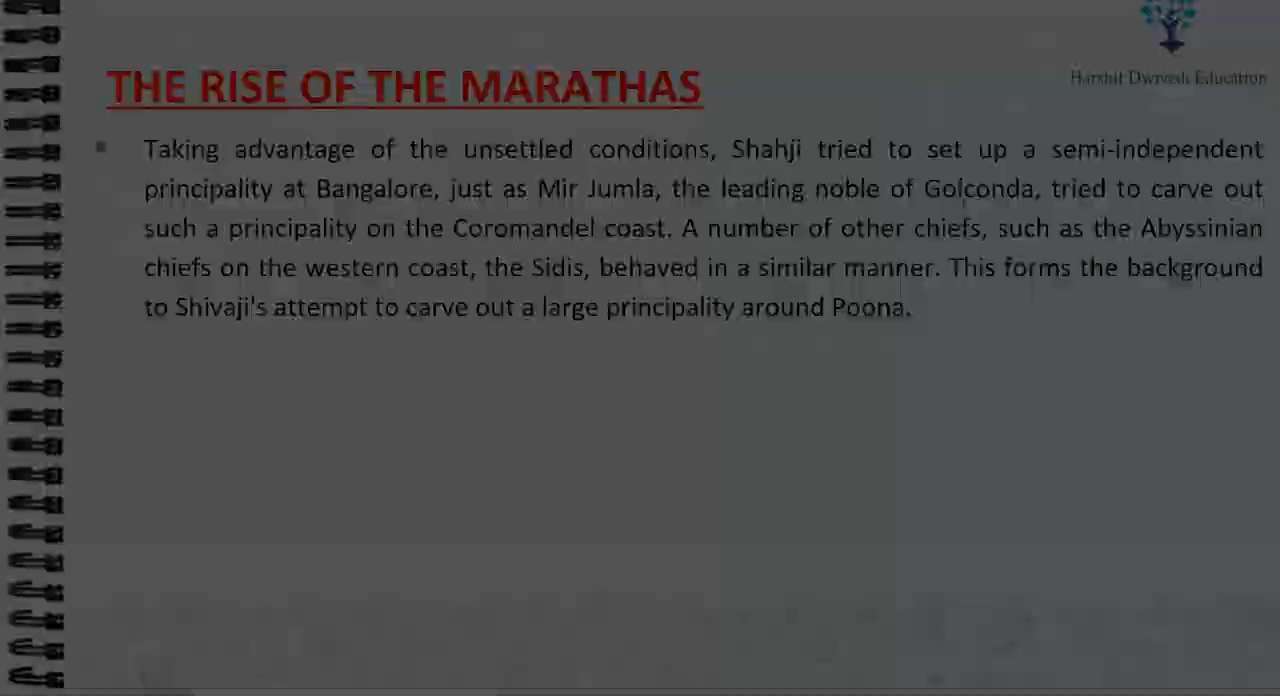 Harshit Dwivedi Education
THE RISE OF THE MARATHAS
Taking advantage of the unsettled conditions, Shahji tried to set up a semi-independent
principality at Bangalore, just as Mir Jumla, the leading noble of Golconda, tried to carve out
such a principality on the Coromandel coast. A number of other chiefs, such as the Abyssinian
chiefs on the western coast, the Sidis, behaved in a similar manner. This forms the background
to Shivaji's attempt to carve out a large principality around Poona.